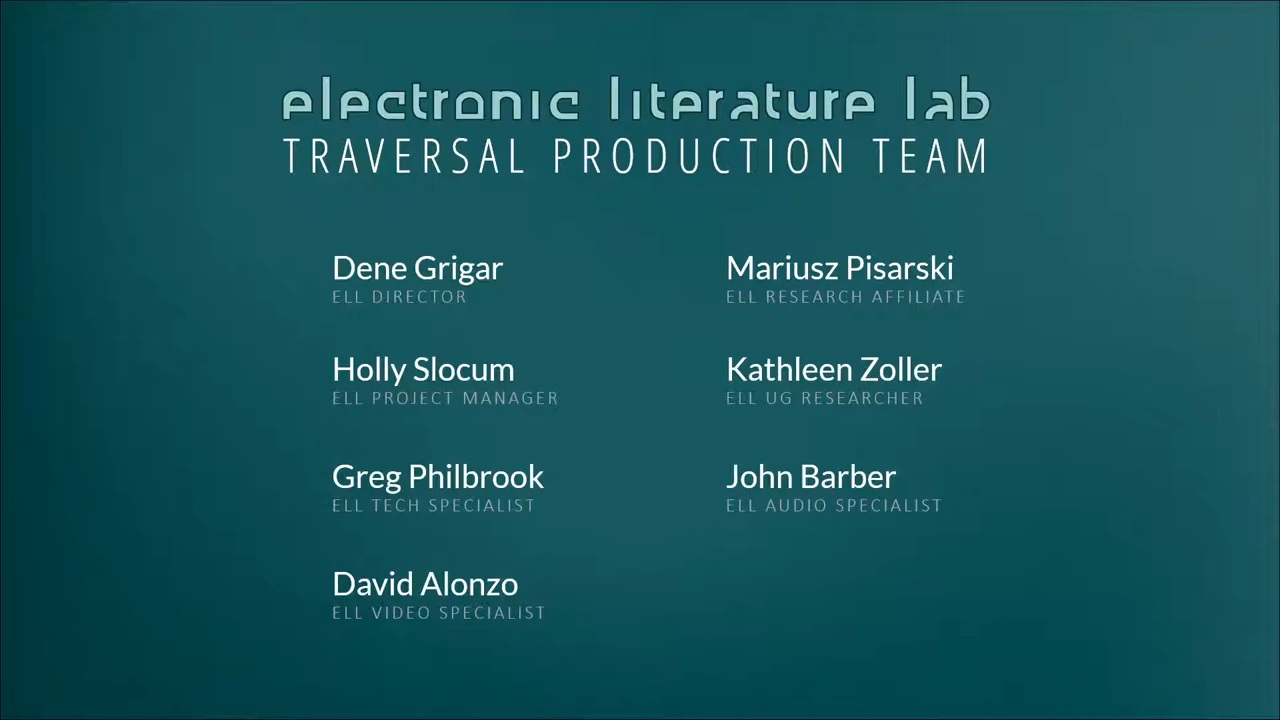 electronic literature lab
TRAVERSAL PRODUCTION TEAM
Dene Grigar
ELL DIRECTOR
Mariusz Pisarski
ELL RESEARCH AFFILIATE
Holly Slocum
ELL PROJECT MANAGER
Kathleen Zoller
ELL UG RESEARCHER
Greg Philbrook
ELL TECH SPECIALIST
John Barber
ELL AUDIO SPECIALIST
David Alonzo
ELL VIDEO SPECIALIST